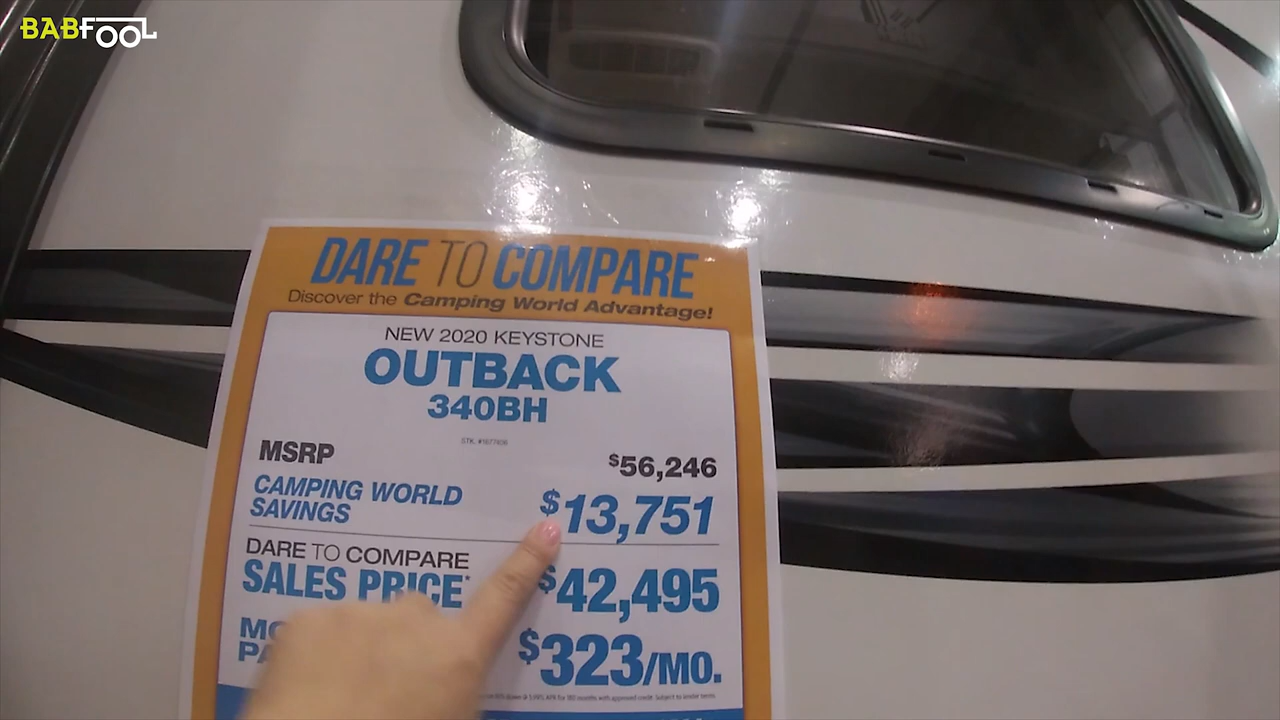 BABFOOL
DARE TO COMPARE
Discover the Camping World Advantage!
NEW 2020 KEYSTONE
OUTBACK
340BH
MSRP $56,246
CAMPING WORLD
SAVINGS $13,751
DARE TO COMPARE
SALES PRICE* $42,495
$323/MO.